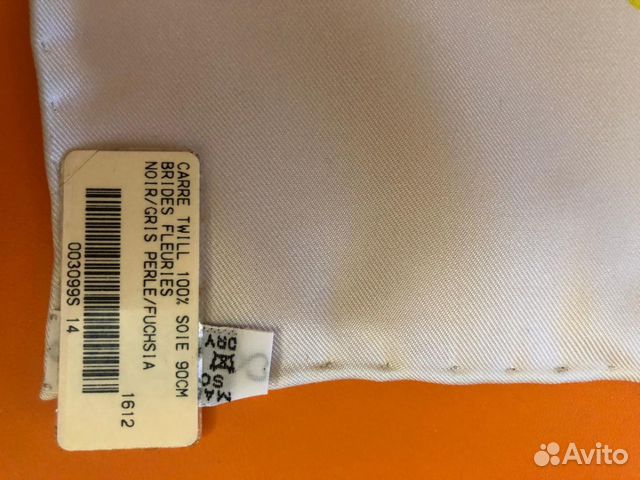 CARRE TWILL 100% SOIE 90CM
BRIDES FLEURIES
NOIR/GRIS PERLE/FUCHSIA
1612
003099S 14
Avito